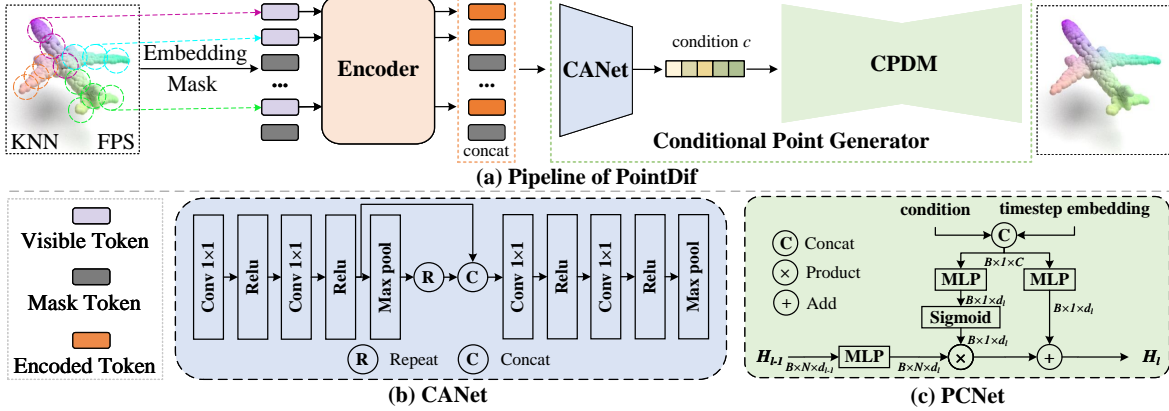 KNN
FPS
Embedding
Mask
...
Encoder
...
concat
CANet
condition c
CPDM
Conditional Point Generator
(a) Pipeline of PointDif
Visible Token
Mask Token
Encoded Token
Conv 1×1
Relu
Conv 1×1
Relu
Max pool
R
C
Conv 1×1
Relu
Conv 1×1
Relu
Max pool
R Repeat
C Concat
(b) CANet
condition
timestep embedding
C Concat
× Product
+ Add
C
B×1×C
MLP
MLP
B×1×d_l
B×1×d_l
Sigmoid
B×1×d_l
H_{l-1}
B×N×d_{l-1}
MLP
B×N×d_l
×
+
H_l
(c) PCNet